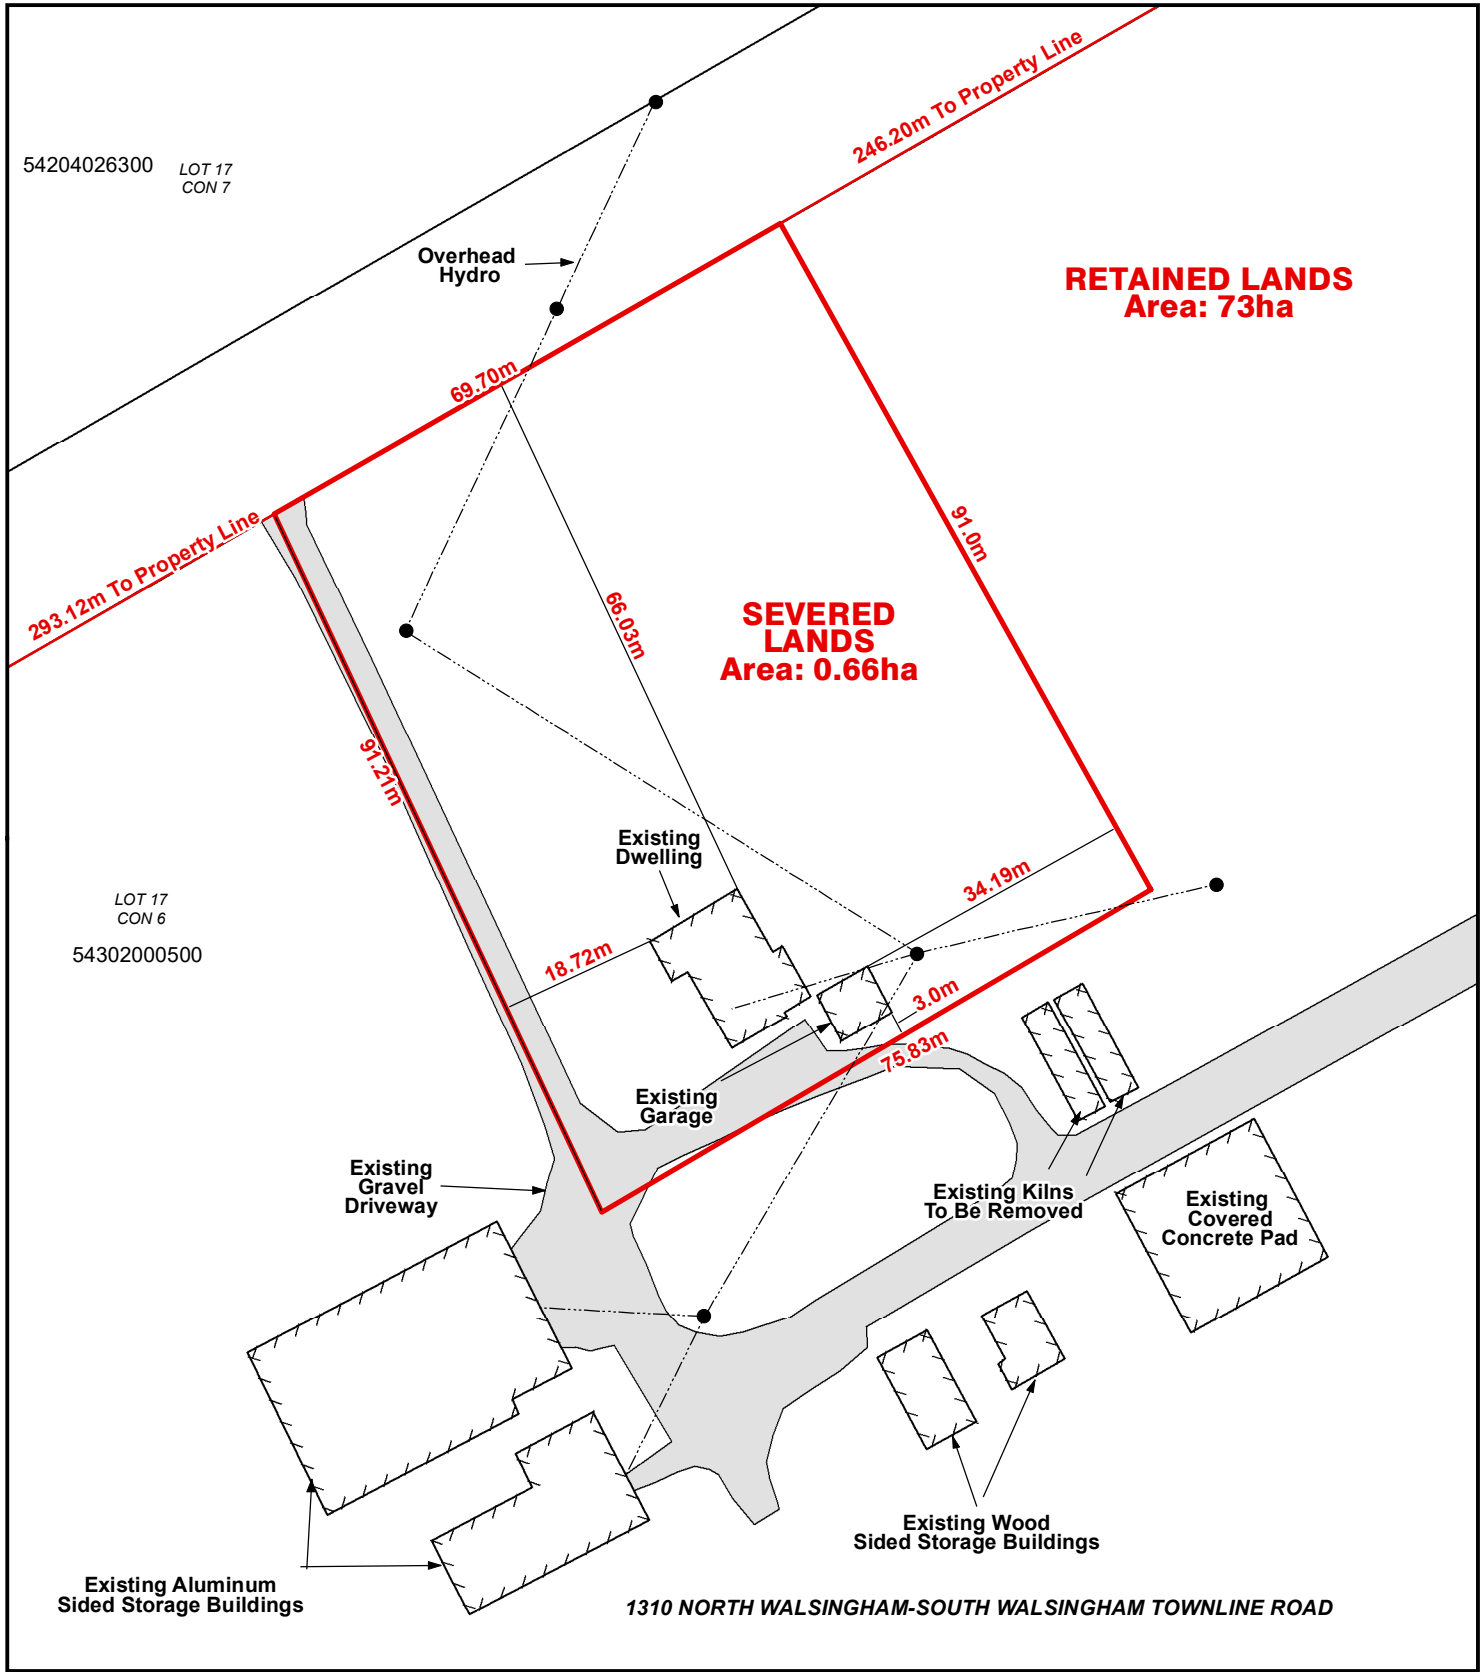 246.20m To Property Line
54204026300
LOT 17
CON 7
Overhead
Hydro
RETAINED LANDS
Area: 73ha
69.70m
293.12m To Property Line
91.0m
66.03m
SEVERED
LANDS
Area: 0.66ha
91.21m
Existing
Dwelling
34.19m
LOT 17
CON 6
54302000500
18.72m
3.0m
75.83m
Existing
Garage
Existing
Gravel
Driveway
Existing Kilns
To Be Removed
Existing
Covered
Concrete Pad
Existing Wood
Sided Storage Buildings
Existing Aluminum
Sided Storage Buildings
1310 NORTH WALSINGHAM-SOUTH WALSINGHAM TOWNLINE ROAD